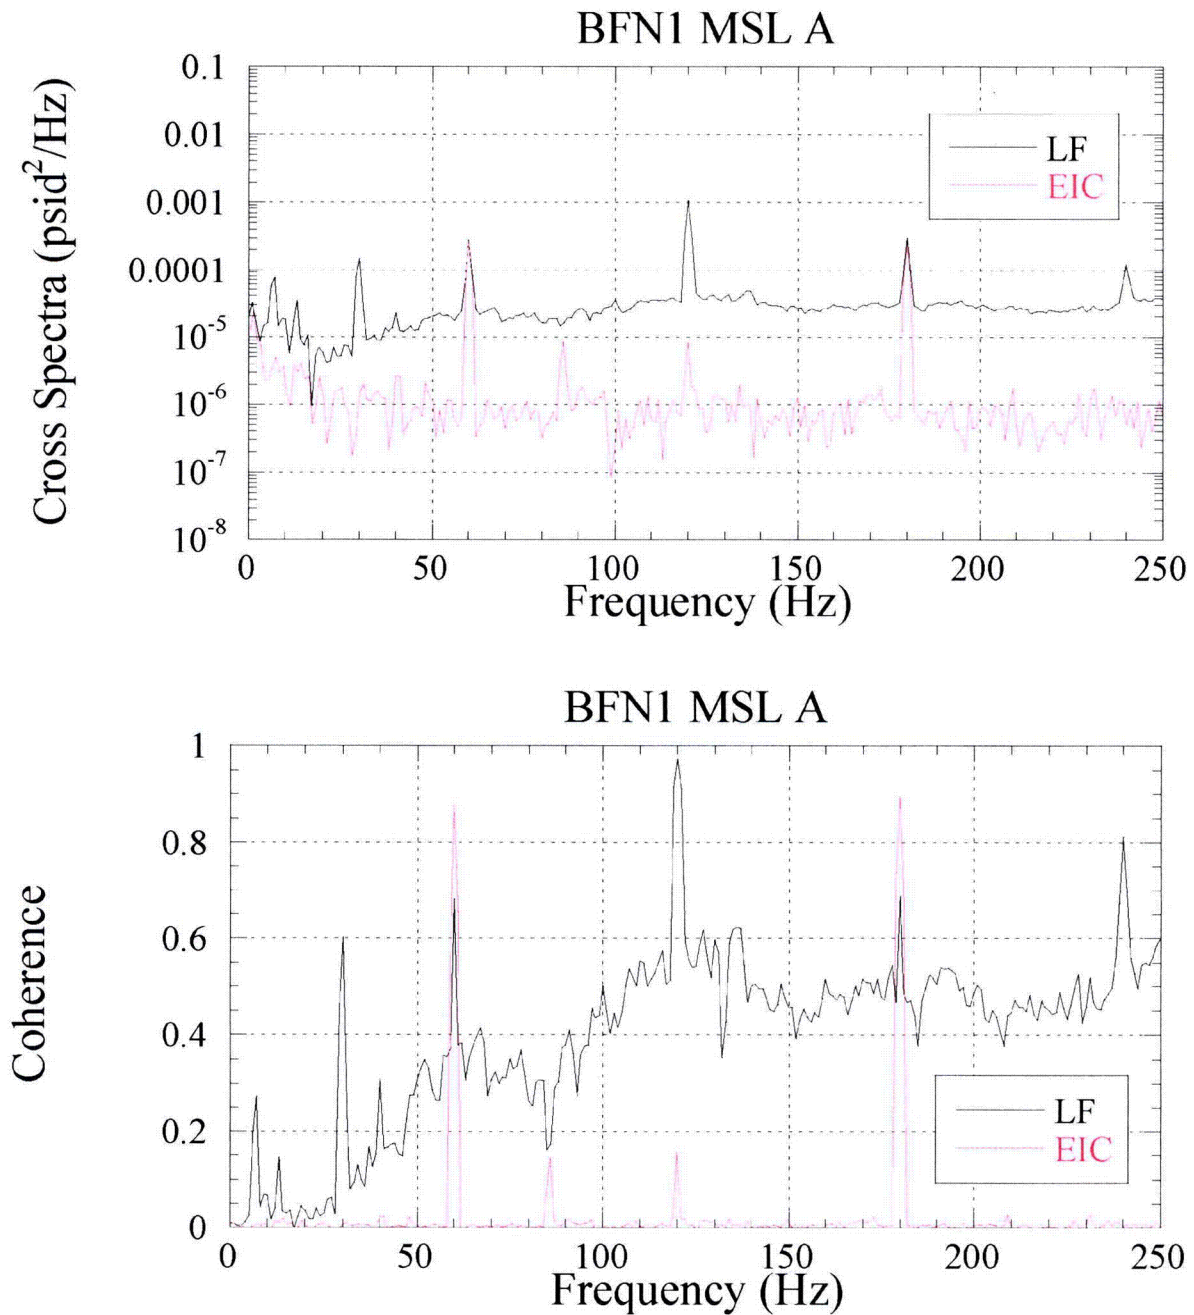 BFN1 MSL A
Cross Spectra (psid²/Hz)
0.1
0.01
0.001
0.0001
10⁻⁵
10⁻⁶
10⁻⁷
10⁻⁸
LF
EIC
0 50 100 150 200 250
Frequency (Hz)
BFN1 MSL A
Coherence
1
0.8
0.6
0.4
0.2
0
LF
EIC
0 50 100 150 200 250
Frequency (Hz)